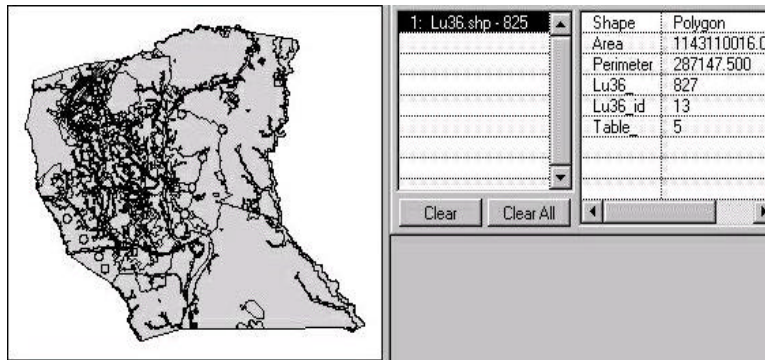 1: Lu36.shp - 825
Shape Polygon
Area 1143110016.0
Perimeter 287147.500
Lu36_ 827
Lu36_id 13
Table_ 5
Clear Clear All